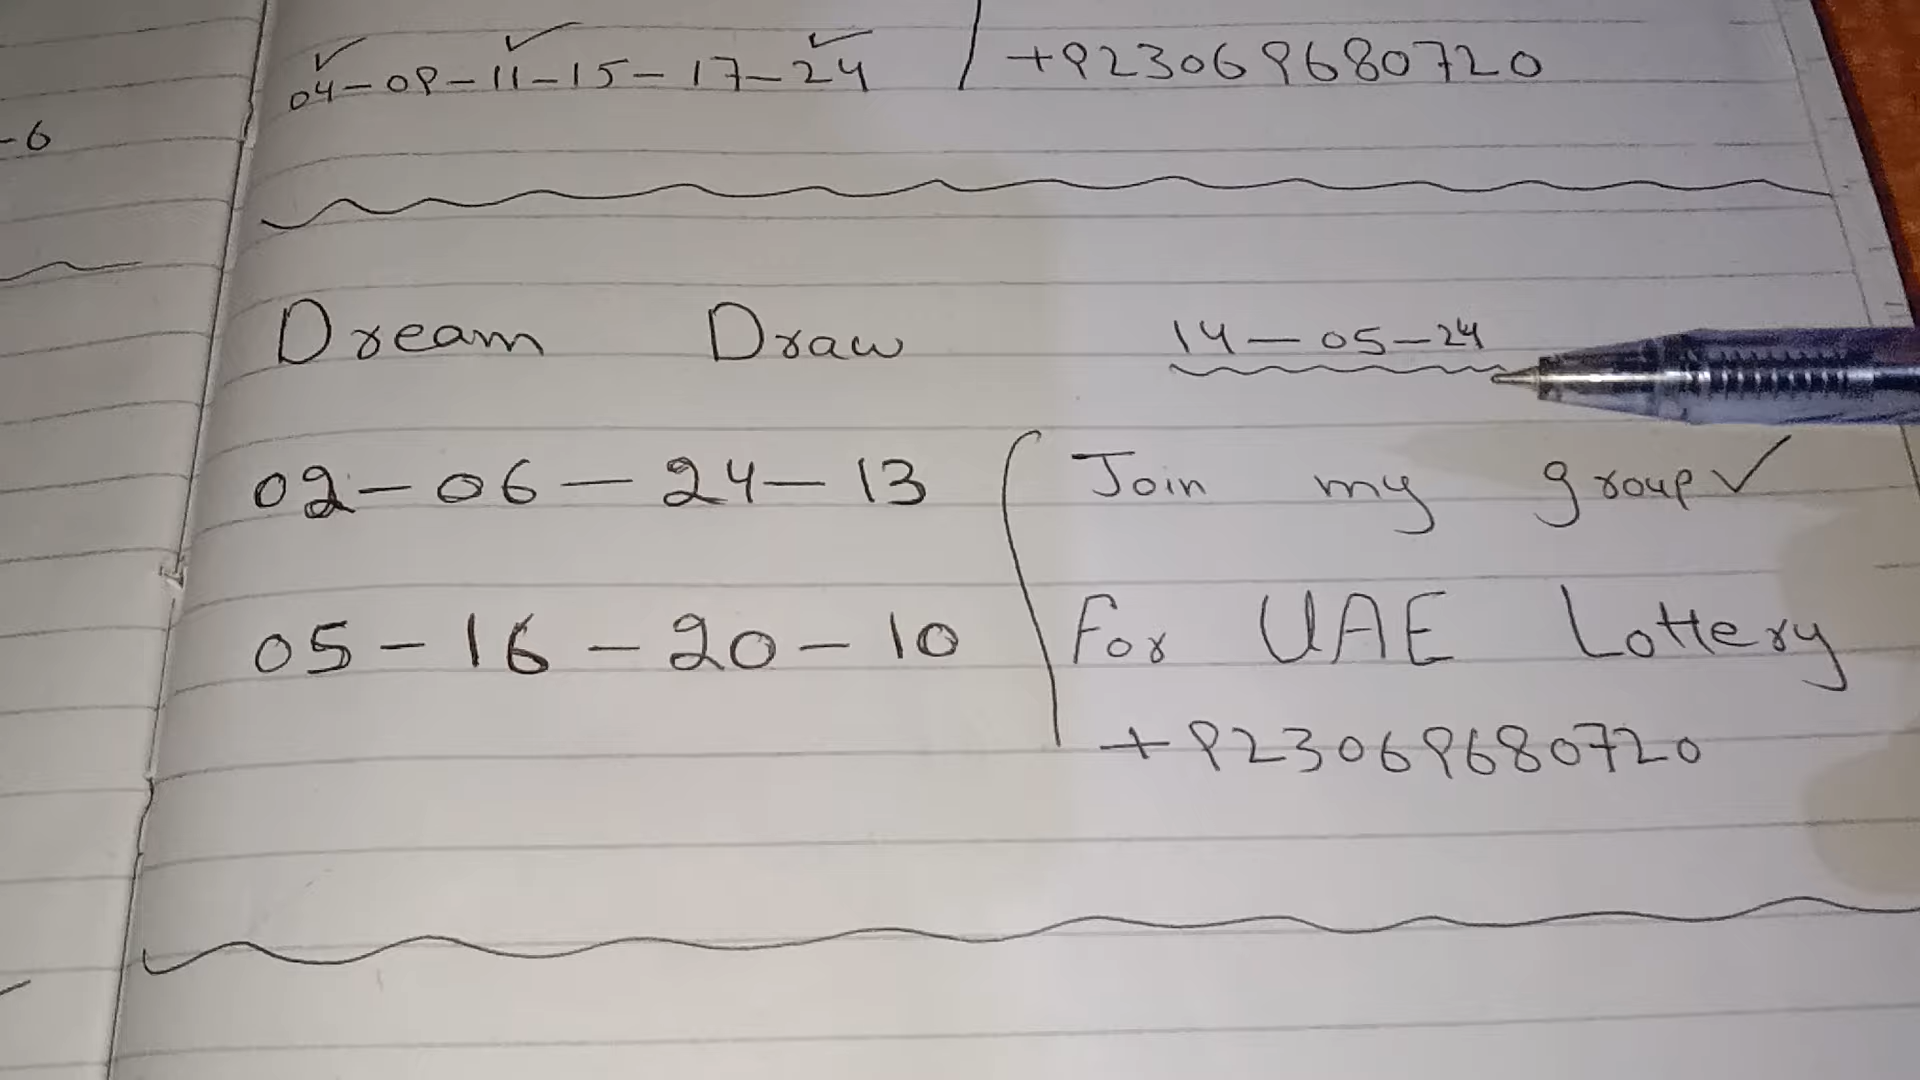 04-09-11-15-17-24
+923069680720
-6
Dream Draw 14-05-24
02-06-24-13
Join my group
05-16-20-10
For UAE Lottery
+923069680720